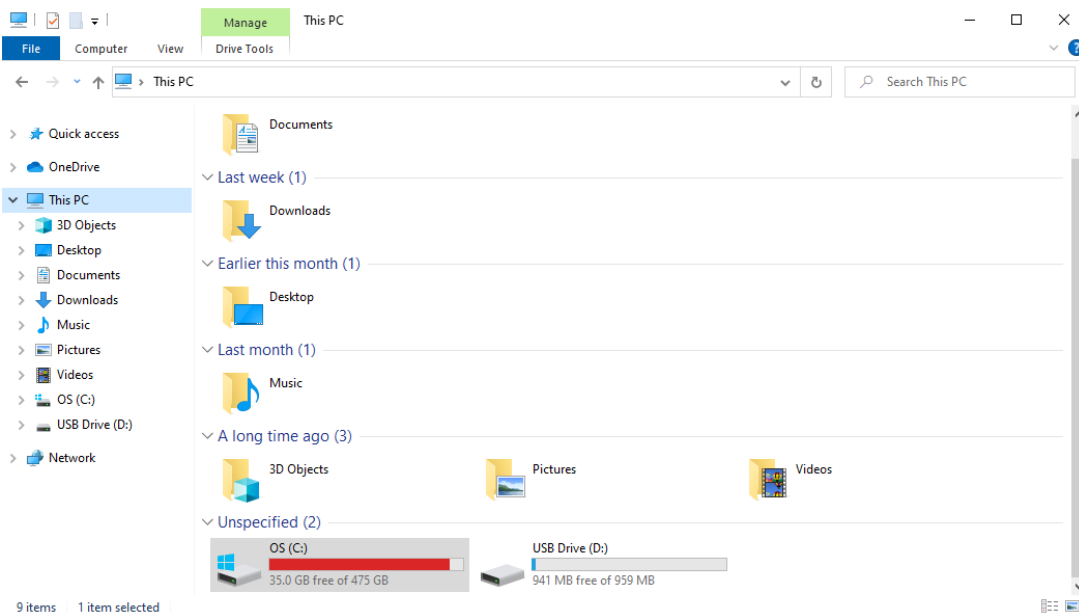 Manage
This PC
File
Computer
View
Drive Tools
?
This PC
Search This PC
Quick access
OneDrive
This PC
3D Objects
Desktop
Documents
Downloads
Music
Pictures
Videos
OS (C:)
USB Drive (D:)
Network
Documents
Last week (1)
Downloads
Earlier this month (1)
Desktop
Last month (1)
Music
A long time ago (3)
3D Objects
Pictures
Videos
Unspecified (2)
OS (C:)
35.0 GB free of 475 GB
USB Drive (D:)
941 MB free of 959 MB
9 items
1 item selected